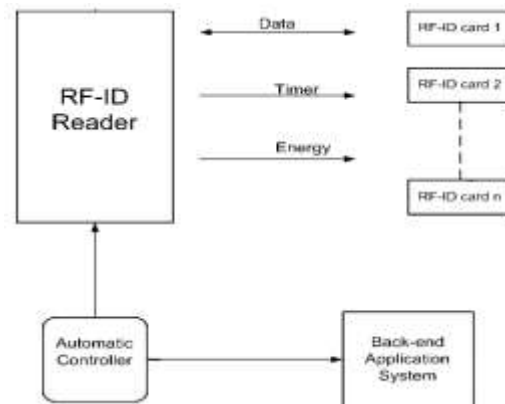 RF-ID
Reader
Data
Timer
Energy
RF-ID card 1
RF-ID card 2
RF-ID card n
Automatic
Controller
Back-end
Application
System